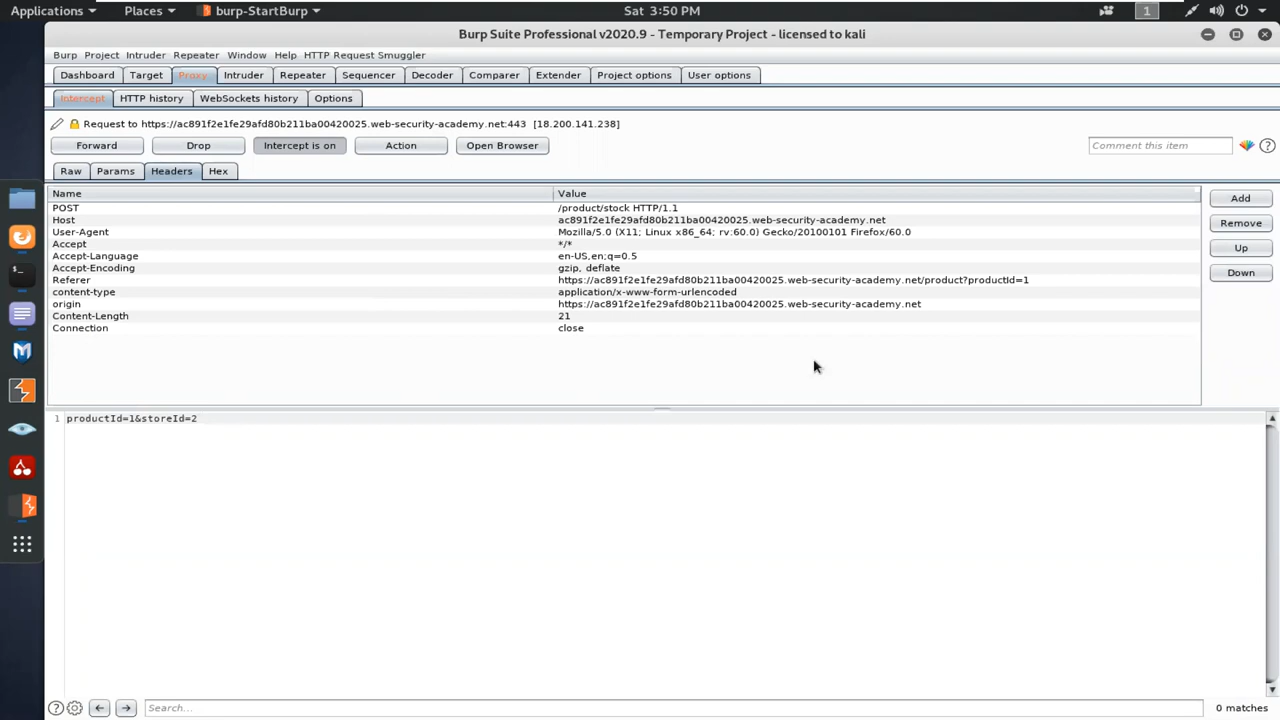 Applications Places burp-StartBurp Sat 3:50 PM 1
Burp Suite Professional v2020.9 - Temporary Project - licensed to kali
Burp Project Intruder Repeater Window Help HTTP Request Smuggler
Dashboard Target Proxy Intruder Repeater Sequencer Decoder Comparer Extender Project options User options
Intercept HTTP history WebSockets history Options
Request to https://ac891f2e1fe29afd80b211ba00420025.web-security-academy.net:443 [18.200.141.238]
Forward Drop Intercept is on Action Open Browser Comment this item ?
Raw Params Headers Hex
Name Value Add
POST /product/stock HTTP/1.1
Host ac891f2e1fe29afd80b211ba00420025.web-security-academy.net Remove
User-Agent Mozilla/5.0 (X11; Linux x86_64; rv:60.0) Gecko/20100101 Firefox/60.0
Accept */* Up
Accept-Language en-US,en;q=0.5
Accept-Encoding gzip, deflate Down
Referer https://ac891f2e1fe29afd80b211ba00420025.web-security-academy.net/product?productId=1
content-type application/x-www-form-urlencoded
origin https://ac891f2e1fe29afd80b211ba00420025.web-security-academy.net
Content-Length 21
Connection close
1 productId=1&storeId=2
? Search... 0 matches